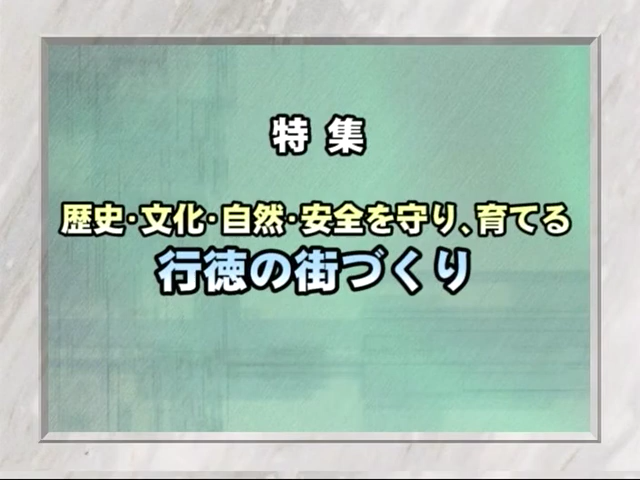 特 集
歴史・文化・自然・安全を守り、育てる
行徳の街づくり